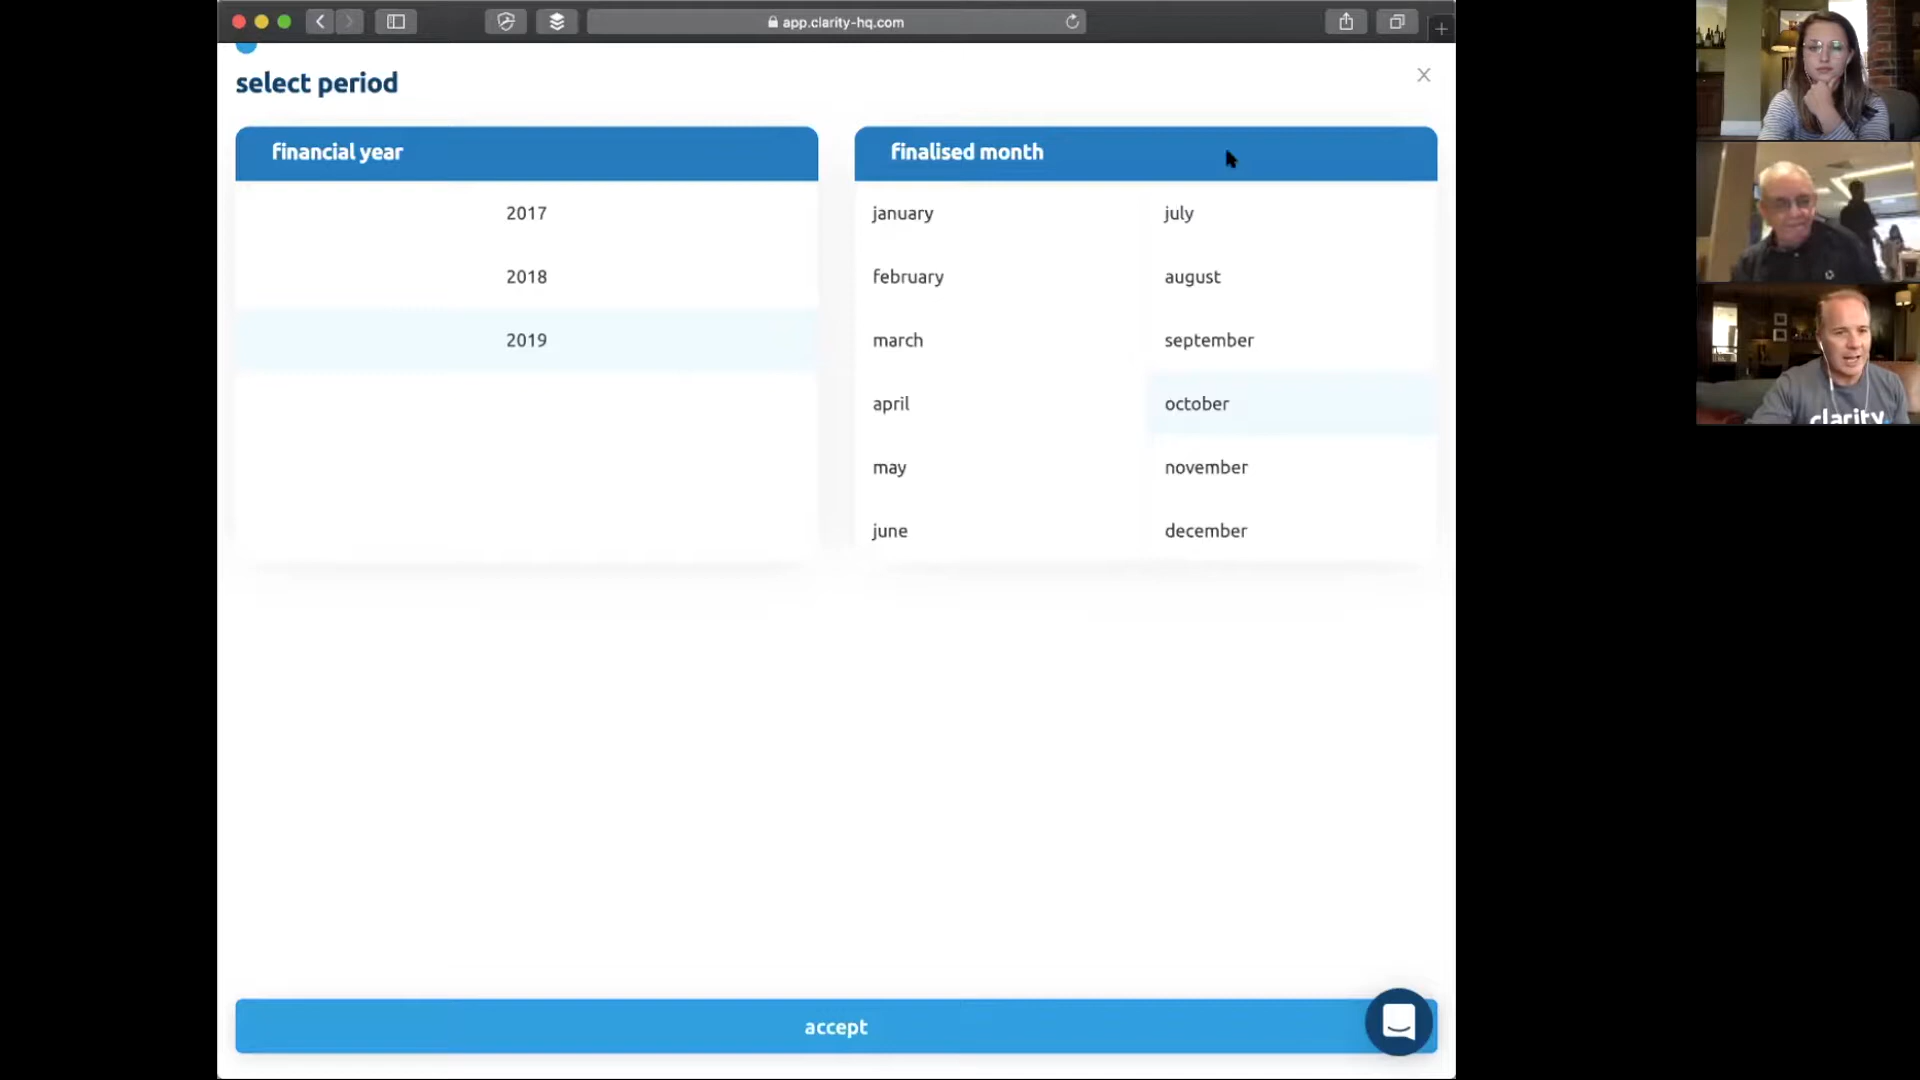 app.clarity-hq.com
select period
financial year
2017
2018
2019
finalised month
january
february
march
april
may
june
july
august
september
october
november
december
accept
clarity